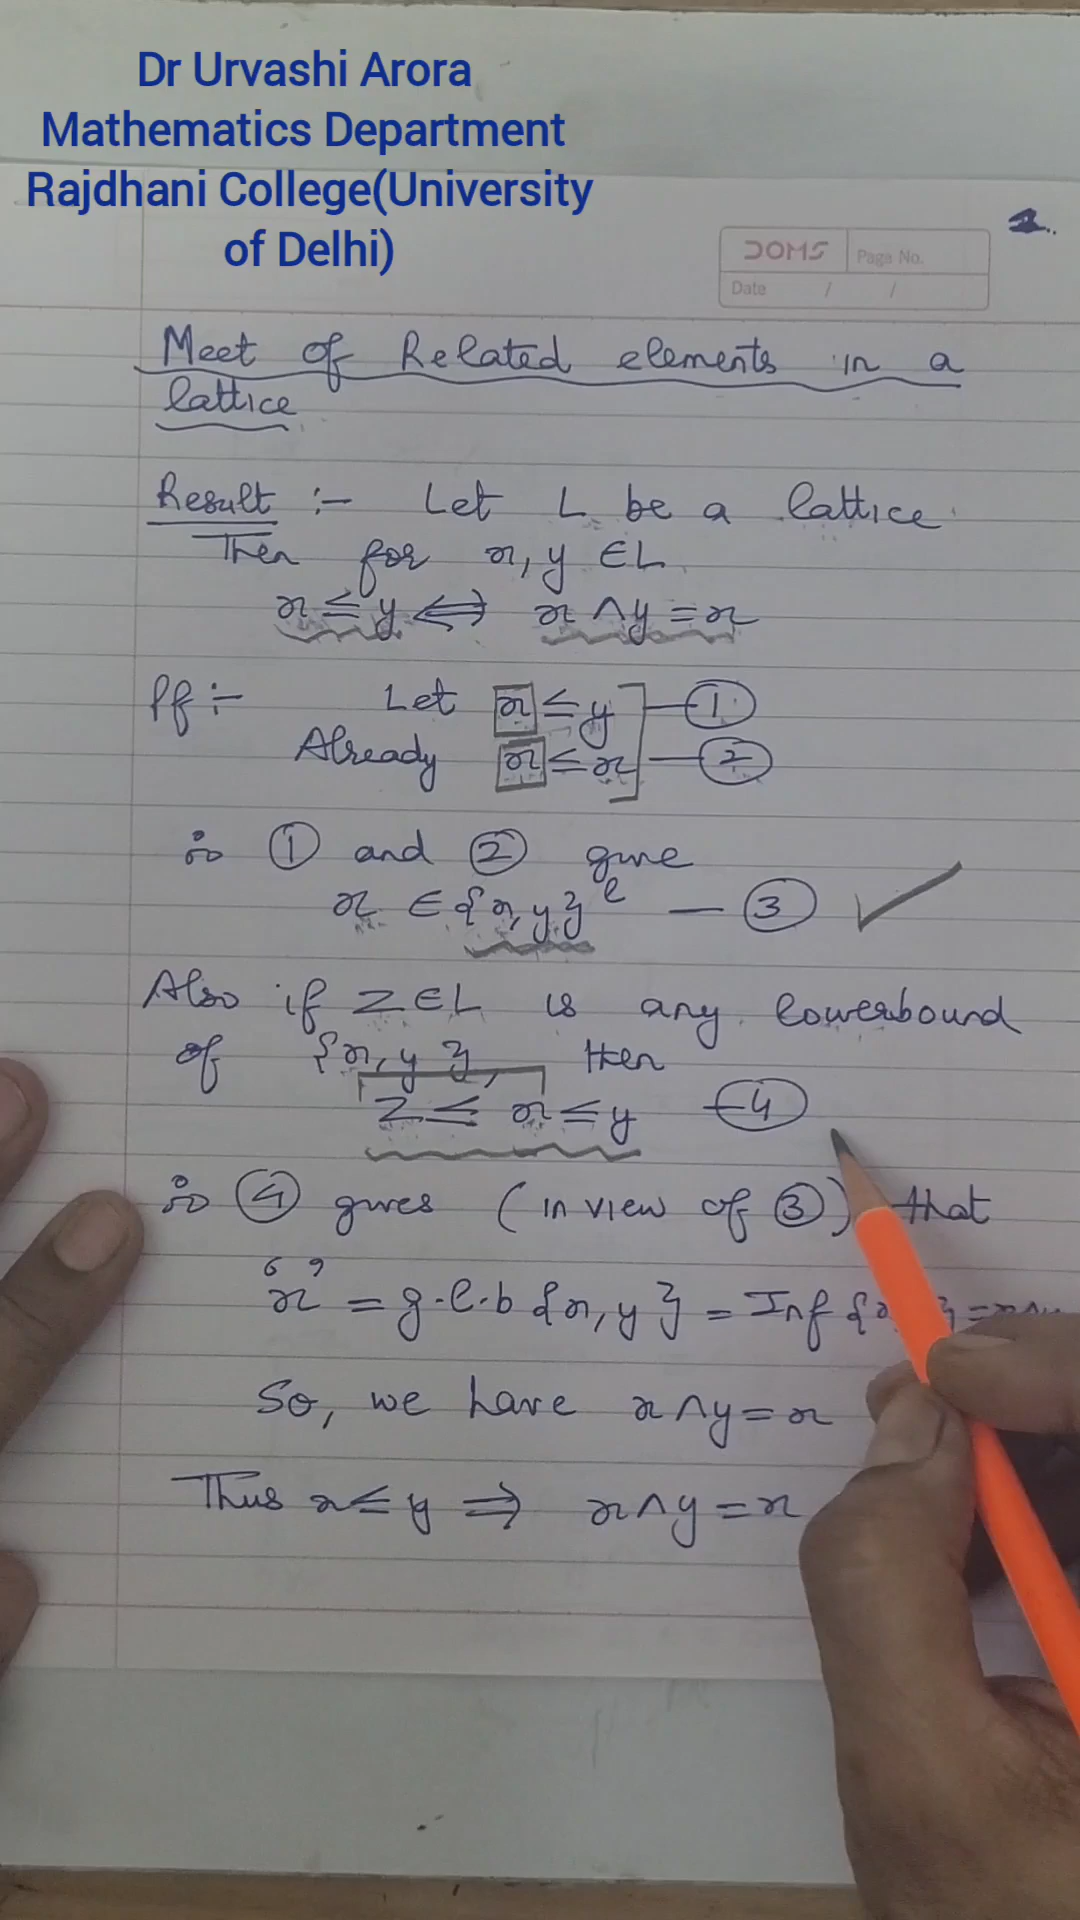 Dr Urvashi Arora
Mathematics Department
Rajdhani College(University
of Delhi)
DOMS
Page No.
Date / /
Meet of Related elements in a
lattice
Result :- Let L be a lattice
Then for x, y ∈ L
x ≤ y ⟺ x ∧ y = x
Pf :- Let x ≤ y — ①
Already x ≤ x — ②
∴ ① and ② give
x ∈ {x, y}ˡ — ③ ✓
Also if z ∈ L is any lowerbound
of {x, y}, then
z ≤ x ≤ y — ④
∴ ④ gives (in view of ③) that
'x' = g.l.b {x, y} = Inf {
So, we have x ∧ y = x
Thus x ≤ y ⟹ x ∧ y = x